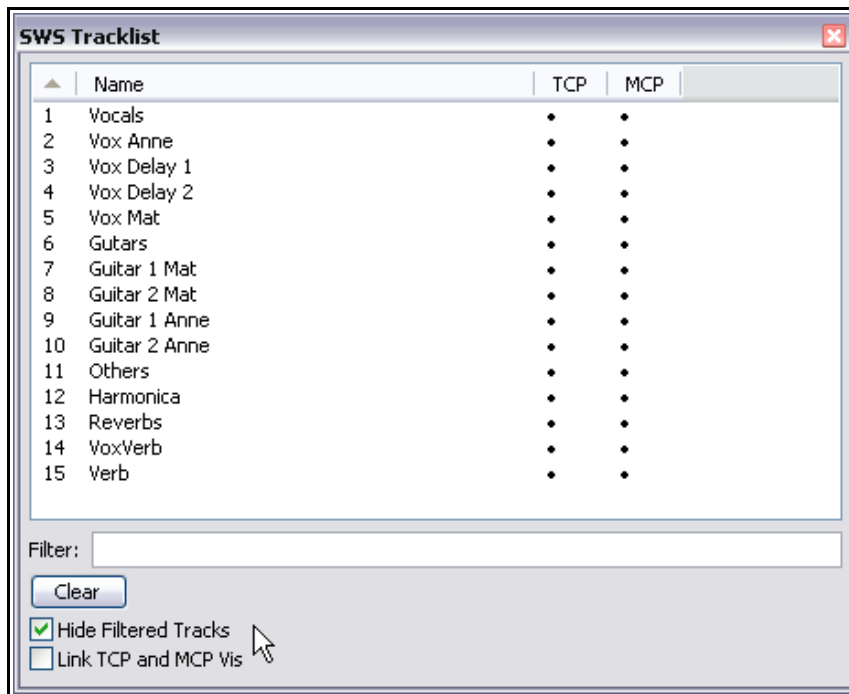 SWS Tracklist
Name TCP MCP
1 Vocals • •
2 Vox Anne • •
3 Vox Delay 1 • •
4 Vox Delay 2 • •
5 Vox Mat • •
6 Gutars • •
7 Guitar 1 Mat • •
8 Guitar 2 Mat • •
9 Guitar 1 Anne • •
10 Guitar 2 Anne • •
11 Others • •
12 Harmonica • •
13 Reverbs • •
14 VoxVerb • •
15 Verb • •
Filter:
Clear
Hide Filtered Tracks
Link TCP and MCP Vis